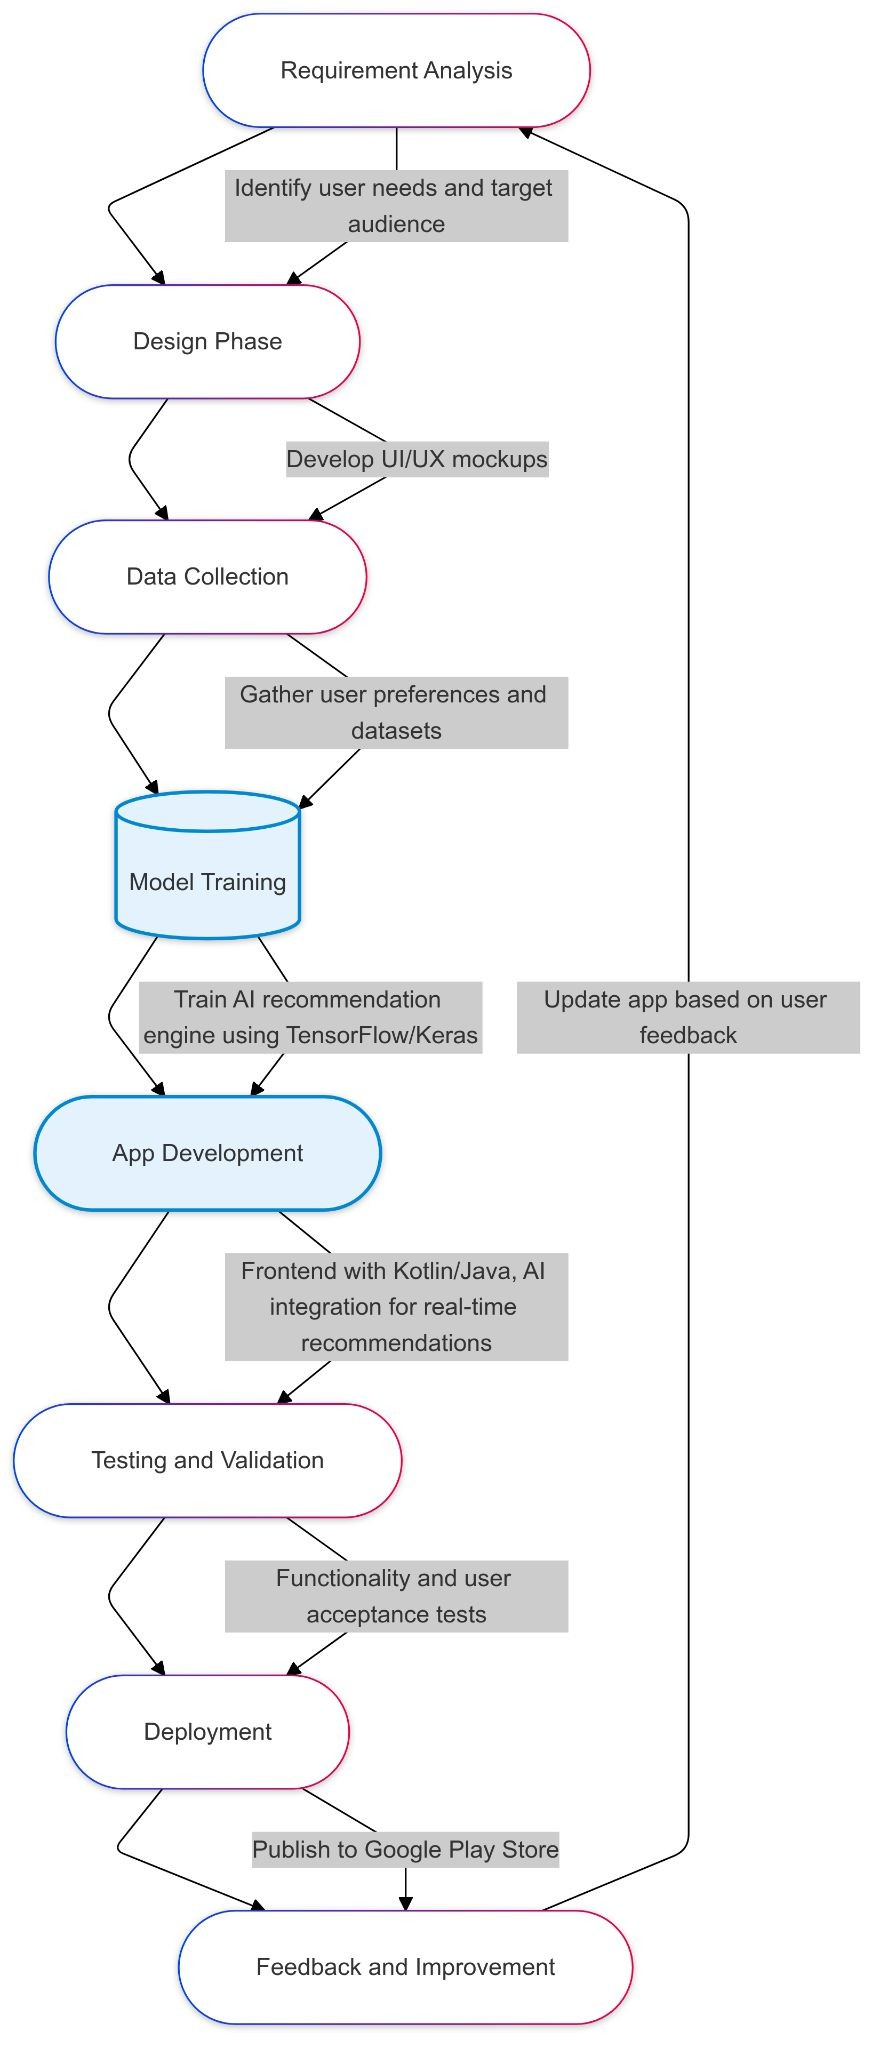 Requirement Analysis
Identify user needs and target
audience
Design Phase
Develop UI/UX mockups
Data Collection
Gather user preferences and
datasets
Model Training
Train AI recommendation
engine using TensorFlow/Keras
Update app based on user
feedback
App Development
Frontend with Kotlin/Java, AI
integration for real-time
recommendations
Testing and Validation
Functionality and user
acceptance tests
Deployment
Publish to Google Play Store
Feedback and Improvement